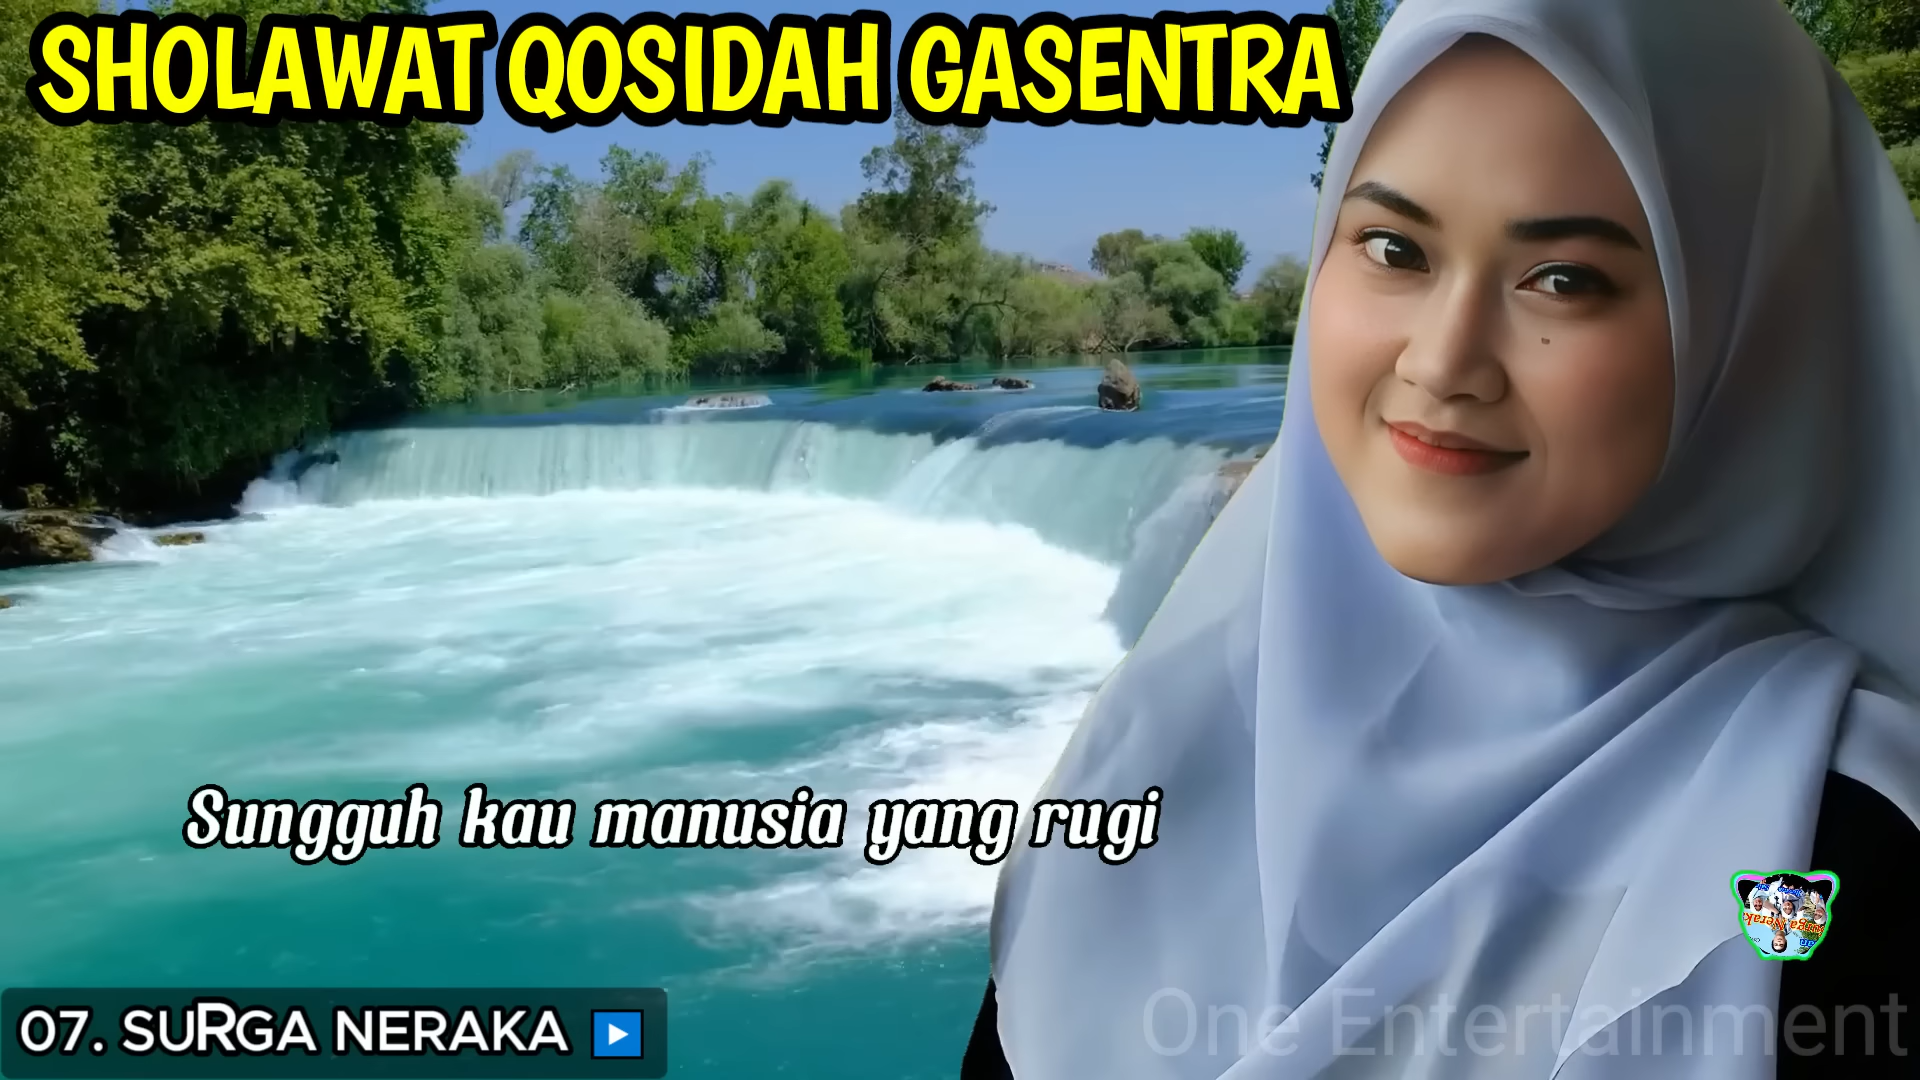 SHOLAWAT QOSIDAH GASENTRA
Sungguh kau manusia yang rugi
07. SURGA NERAKA
One Entertainment